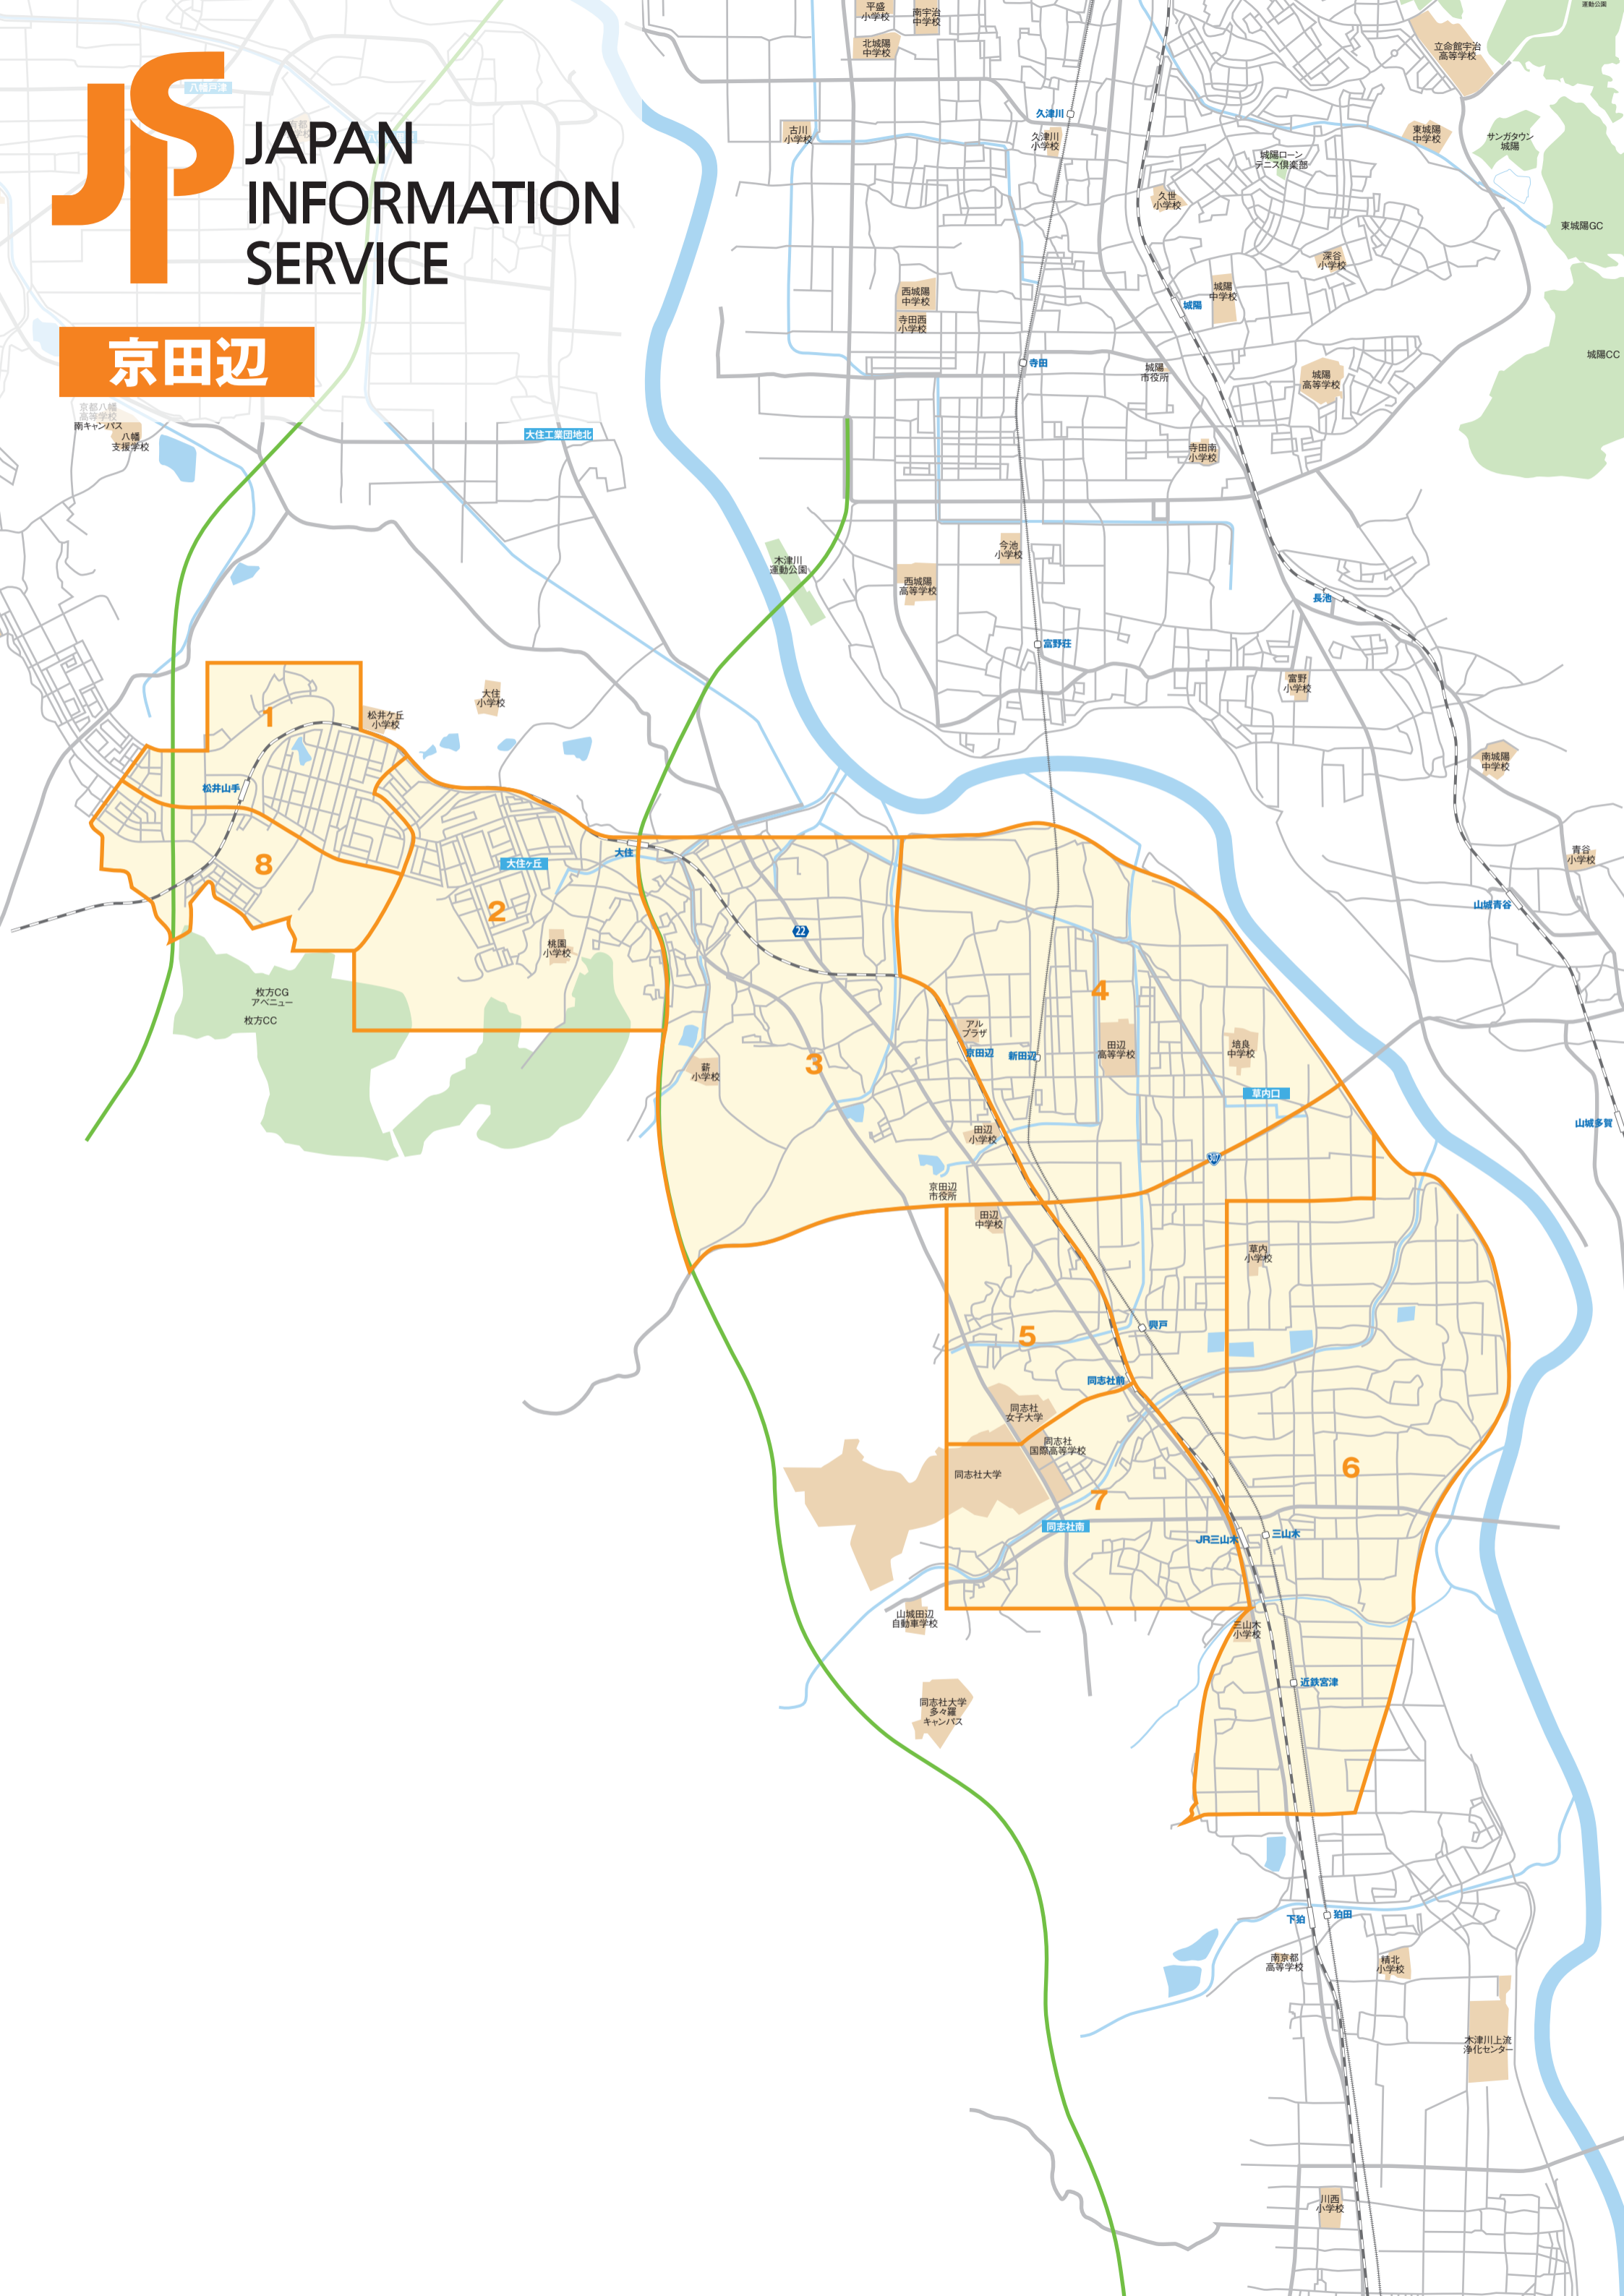 JAPAN
INFORMATION
SERVICE
京田辺
八幡戸津
京都八幡
高等学校
南キャンパス
八幡
支援学校
大住工業団地北
平盛
小学校
南宇治
中学校
北城陽
中学校
運動公園
立命館宇治
高等学校
久津川
古川
小学校
久津川
小学校
東城陽
中学校
サンガタウン
城陽
城陽ローン
テニス倶楽部
久世
小学校
東城陽GC
深谷
小学校
西城陽
中学校
城陽
中学校
城陽
寺田西
小学校
城陽CC
寺田
城陽
市役所
城陽
高等学校
寺田南
小学校
今池
小学校
木津川
運動公園
西城陽
高等学校
長池
富野荘
富野
小学校
大住
小学校
松井ケ丘
小学校
1
南城陽
中学校
松井山手
大住
8
大住ヶ丘
青谷
小学校
山城青谷
2
22
桃園
小学校
枚方CG
アベニュー
枚方CC
4
アル
プラザ
京田辺
新田辺
田辺
高等学校
培良
中学校
3
薪
小学校
草内口
山城多賀
田辺
小学校
307
京田辺
市役所
田辺
中学校
草内
小学校
5
興戸
同志社前
同志社
女子大学
同志社
国際高等学校
同志社大学
6
7
同志社南
JR三山木
三山木
山城田辺
自動車学校
三山木
小学校
近鉄宮津
同志社大学
多々羅
キャンパス
下狛
狛田
南京都
高等学校
精北
小学校
木津川上流
浄化センター
川西
小学校